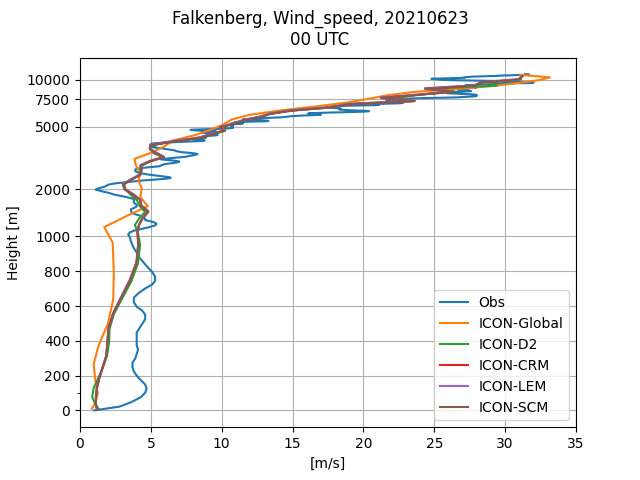 Falkenberg, Wind_speed, 20210623
00 UTC
10000
7500
5000
2000
1000
800
600
400
200
0
Height [m]
Obs
ICON-Global
ICON-D2
ICON-CRM
ICON-LEM
ICON-SCM
0 5 10 15 20 25 30 35
[m/s]